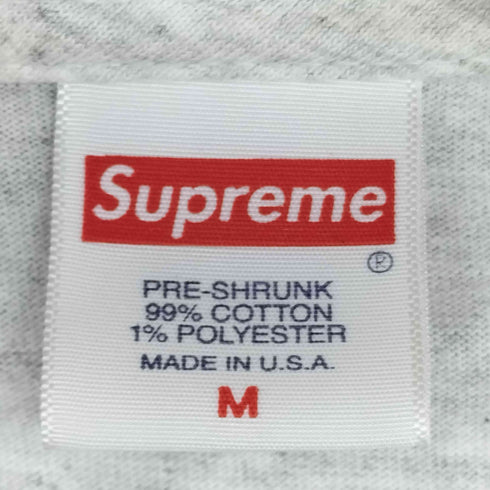 Supreme
®
PRE-SHRUNK
99% COTTON
1% POLYESTER
MADE IN U.S.A.
M